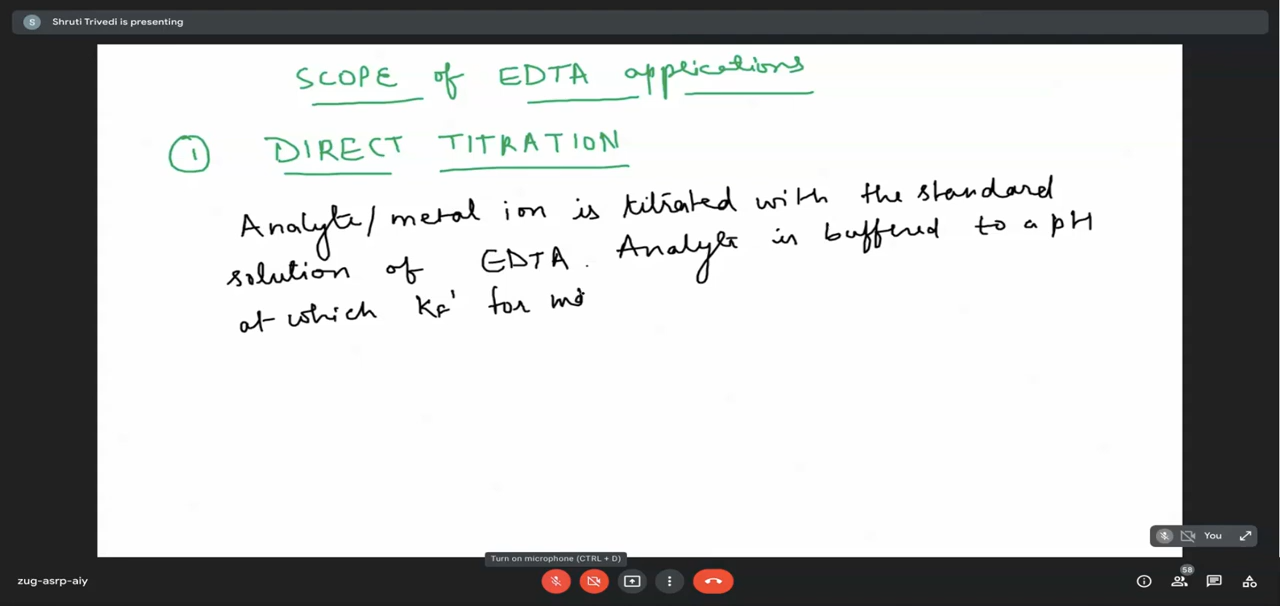 S Shruti Trivedi is presenting
SCOPE of EDTA applications
1 DIRECT TITRATION
Analyte/metal ion is titrated with the standard
solution of EDTA. Analyte is buffered to a pH
at which KF' for
You
Turn on microphone (CTRL + D)
zug-asrp-aiy
58